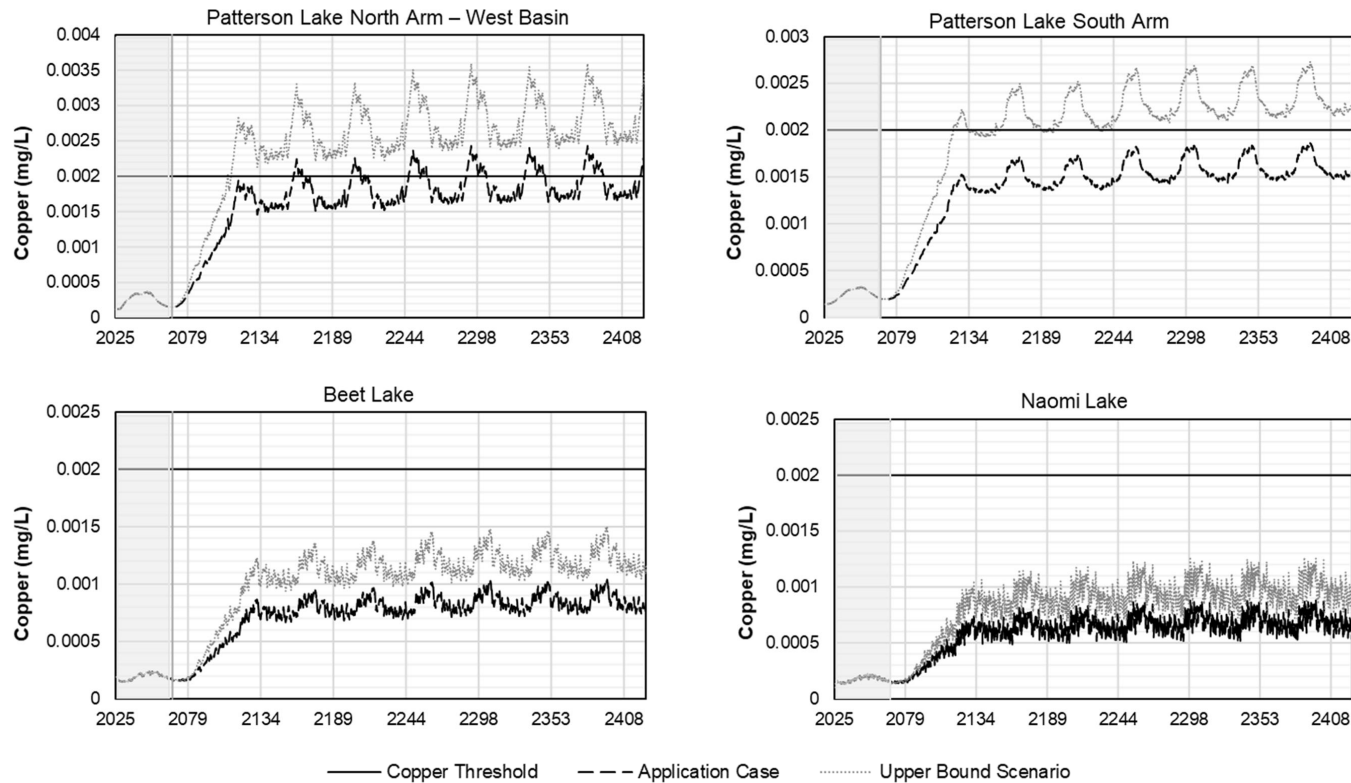 Patterson Lake North Arm – West Basin
Copper (mg/L)
0.004
0.0035
0.003
0.0025
0.002
0.0015
0.001
0.0005
0
2025 2079 2134 2189 2244 2298 2353 2408
Patterson Lake South Arm
Copper (mg/L)
0.003
0.0025
0.002
0.0015
0.001
0.0005
0
2025 2079 2134 2189 2244 2298 2353 2408
Beet Lake
Copper (mg/L)
0.0025
0.002
0.0015
0.001
0.0005
0
2025 2079 2134 2189 2244 2298 2353 2408
Naomi Lake
Copper (mg/L)
0.0025
0.002
0.0015
0.001
0.0005
0
2025 2079 2134 2189 2244 2298 2353 2408
Copper Threshold Application Case Upper Bound Scenario